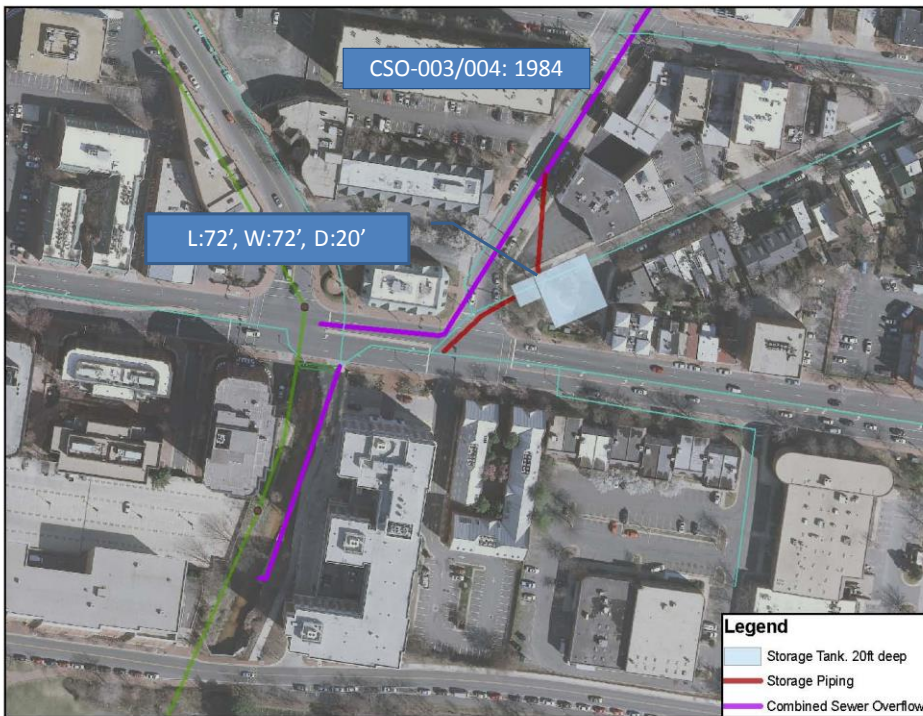 CSO-003/004: 1984
L:72’, W:72’, D:20’
Legend
Storage Tank. 20ft deep
Storage Piping
Combined Sewer Overflow